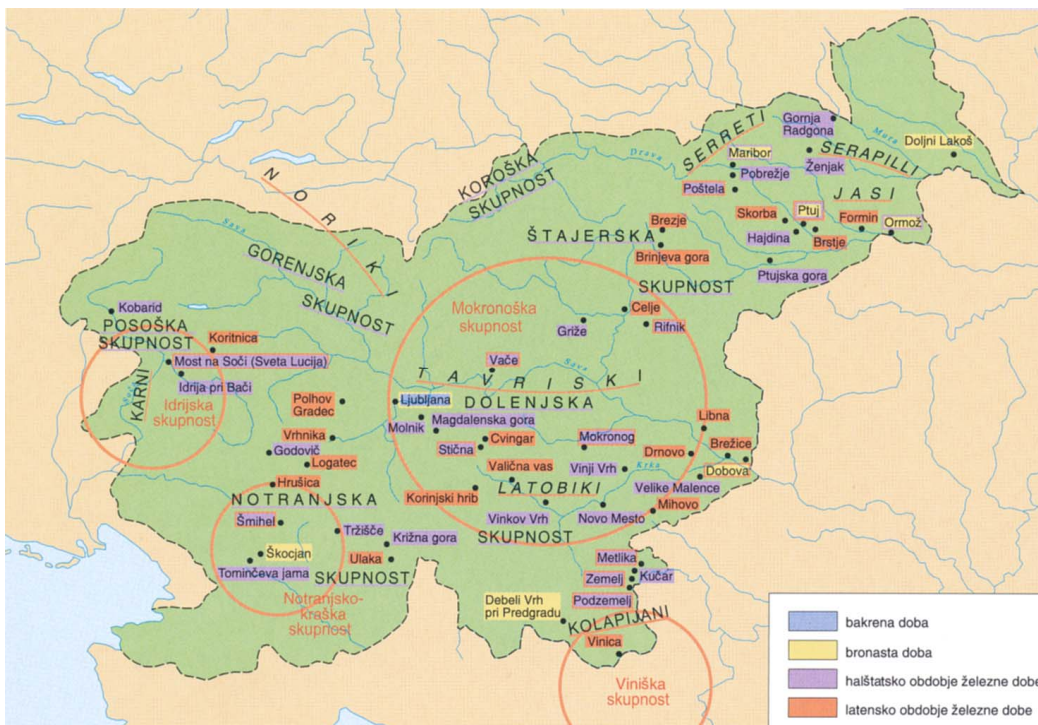 Gornja
Radgona
Mura
Doljni Lakoš
SERRETI
SERAPILLI
Drava
Maribor
Ženjak
Pobrežje
Poštela
JASI
KOROŠKA
SKUPNOST
NORIKI
Skorba
Ptuj
Formin
Ormož
Hajdina
Brstje
Brezje
ŠTAJERSKA
Brinjeva gora
Ptujska gora
SKUPNOST
Sava
GORENJSKA
SKUPNOST
Kobarid
POSOŠKA
SKUPNOST
Koritnica
Most na Soči (Sveta Lucija)
Idrija pri Bači
KARNI
Idrijska
skupnost
Mokronoška
skupnost
Celje
Griže
Rifnik
Vače
Sava
TAVRISKI
DOLENJSKA
Polhov
Gradec
Ljubljana
Molnik
Magdalenska gora
Libna
Vrhnika
Godovič
Logatec
Stična
Cvingar
Mokronog
Drnovo
Brežice
Dobova
Valična vas
Vinji Vrh
Krka
Velike Malence
Hrušica
NOTRANJSKA
Korinjski hrib
LATOBIKI
Vinkov Vrh
Novo Mesto
Mihovo
SKUPNOST
Šmihel
Tržišče
Križna gora
Škocjan
Ulaka
Tominčeva jama
SKUPNOST
Notranjsko-
kraška
skupnost
Metlika
Zemelj
Kučar
Podzemelj
Debeli Vrh
pri Predgradu
KOLAPIJANI
Vinica
Viniška
skupnost
bakrena doba
bronasta doba
halštatsko obdobje železne dobe
latensko obdobje železne dobe